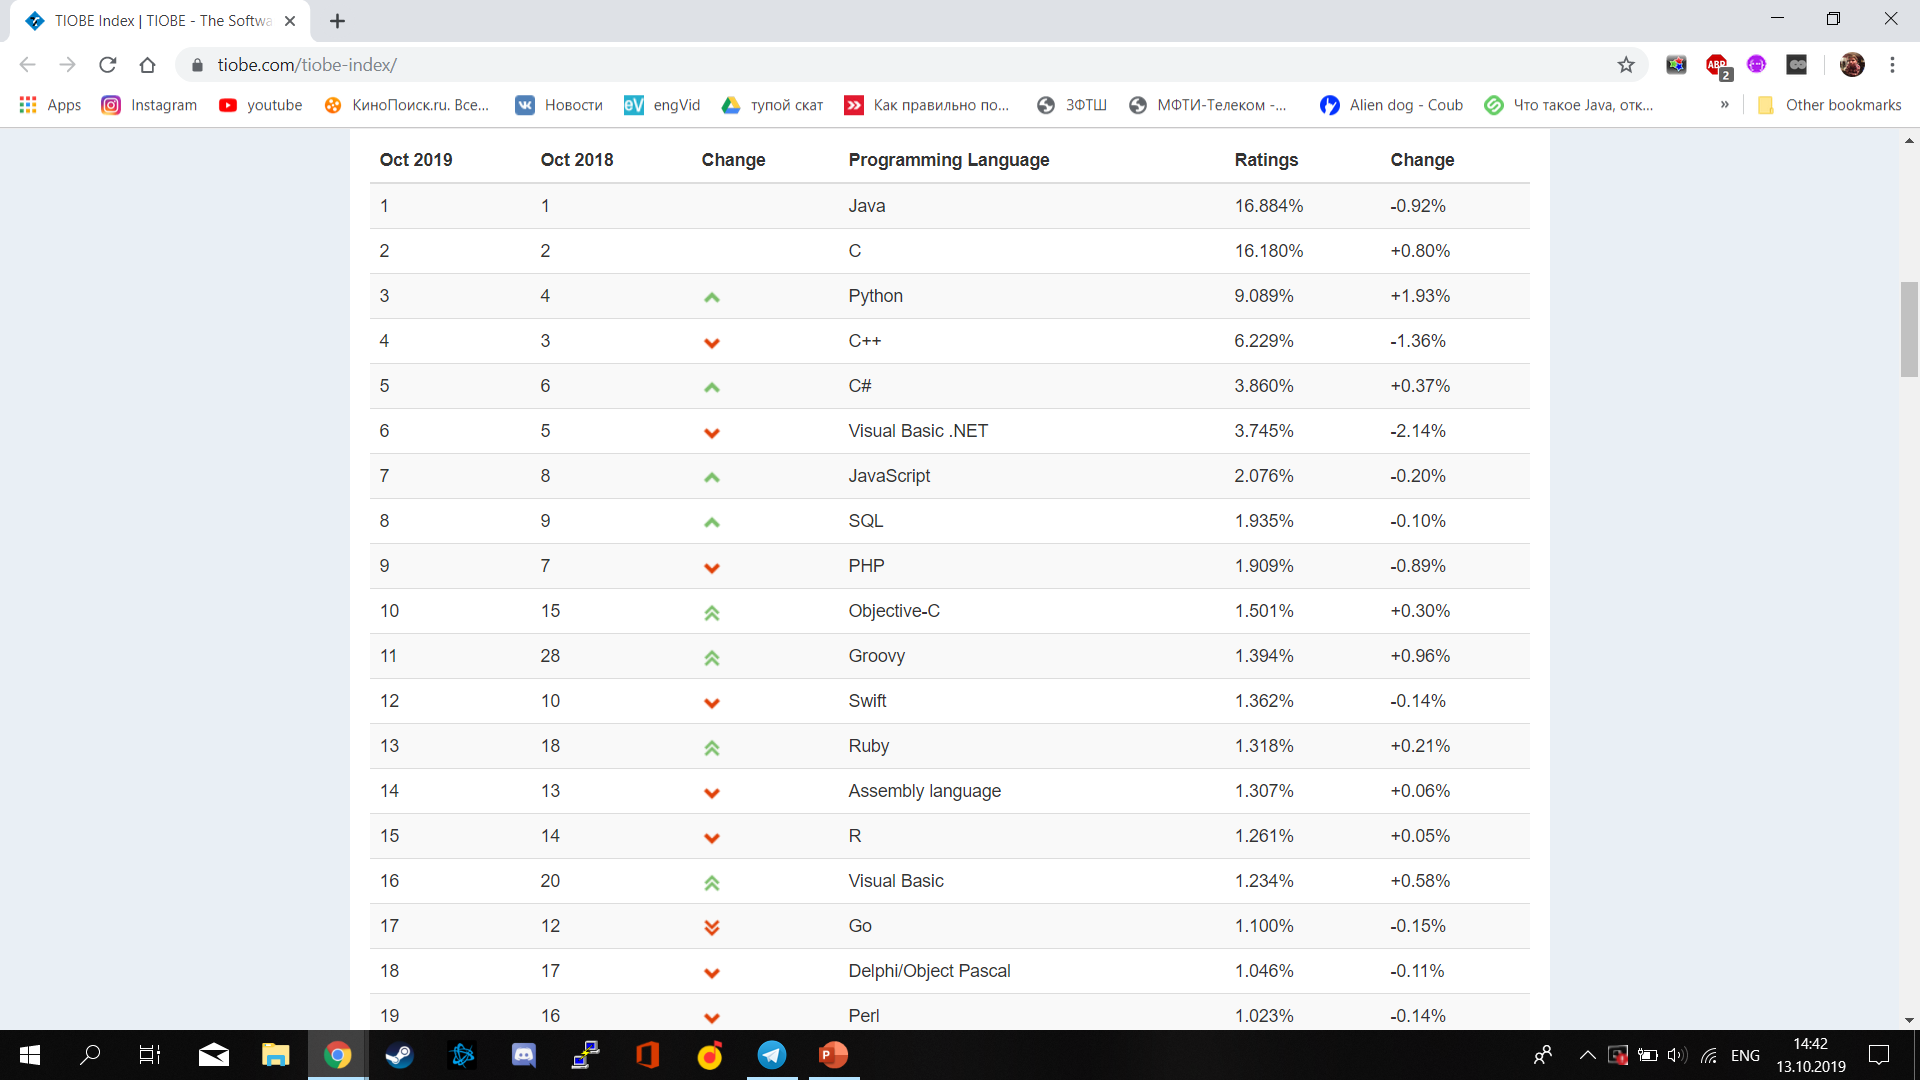 TIOBE Index | TIOBE - The Softwa
tiobe.com/tiobe-index/
ABP 2
Apps Instagram youtube КиноПоиск.ru. Все... Новости engVid тупой скат Как правильно по... ЗФТШ МФТИ-Телеком -... Alien dog - Coub Что такое Java, отк... » Other bookmarks
Oct 2019 Oct 2018 Change Programming Language Ratings Change
1 1 Java 16.884% -0.92%
2 2 C 16.180% +0.80%
3 4 Python 9.089% +1.93%
4 3 C++ 6.229% -1.36%
5 6 C# 3.860% +0.37%
6 5 Visual Basic .NET 3.745% -2.14%
7 8 JavaScript 2.076% -0.20%
8 9 SQL 1.935% -0.10%
9 7 PHP 1.909% -0.89%
10 15 Objective-C 1.501% +0.30%
11 28 Groovy 1.394% +0.96%
12 10 Swift 1.362% -0.14%
13 18 Ruby 1.318% +0.21%
14 13 Assembly language 1.307% +0.06%
15 14 R 1.261% +0.05%
16 20 Visual Basic 1.234% +0.58%
17 12 Go 1.100% -0.15%
18 17 Delphi/Object Pascal 1.046% -0.11%
19 16 Perl 1.023% -0.14%
ENG
14:42
13.10.2019